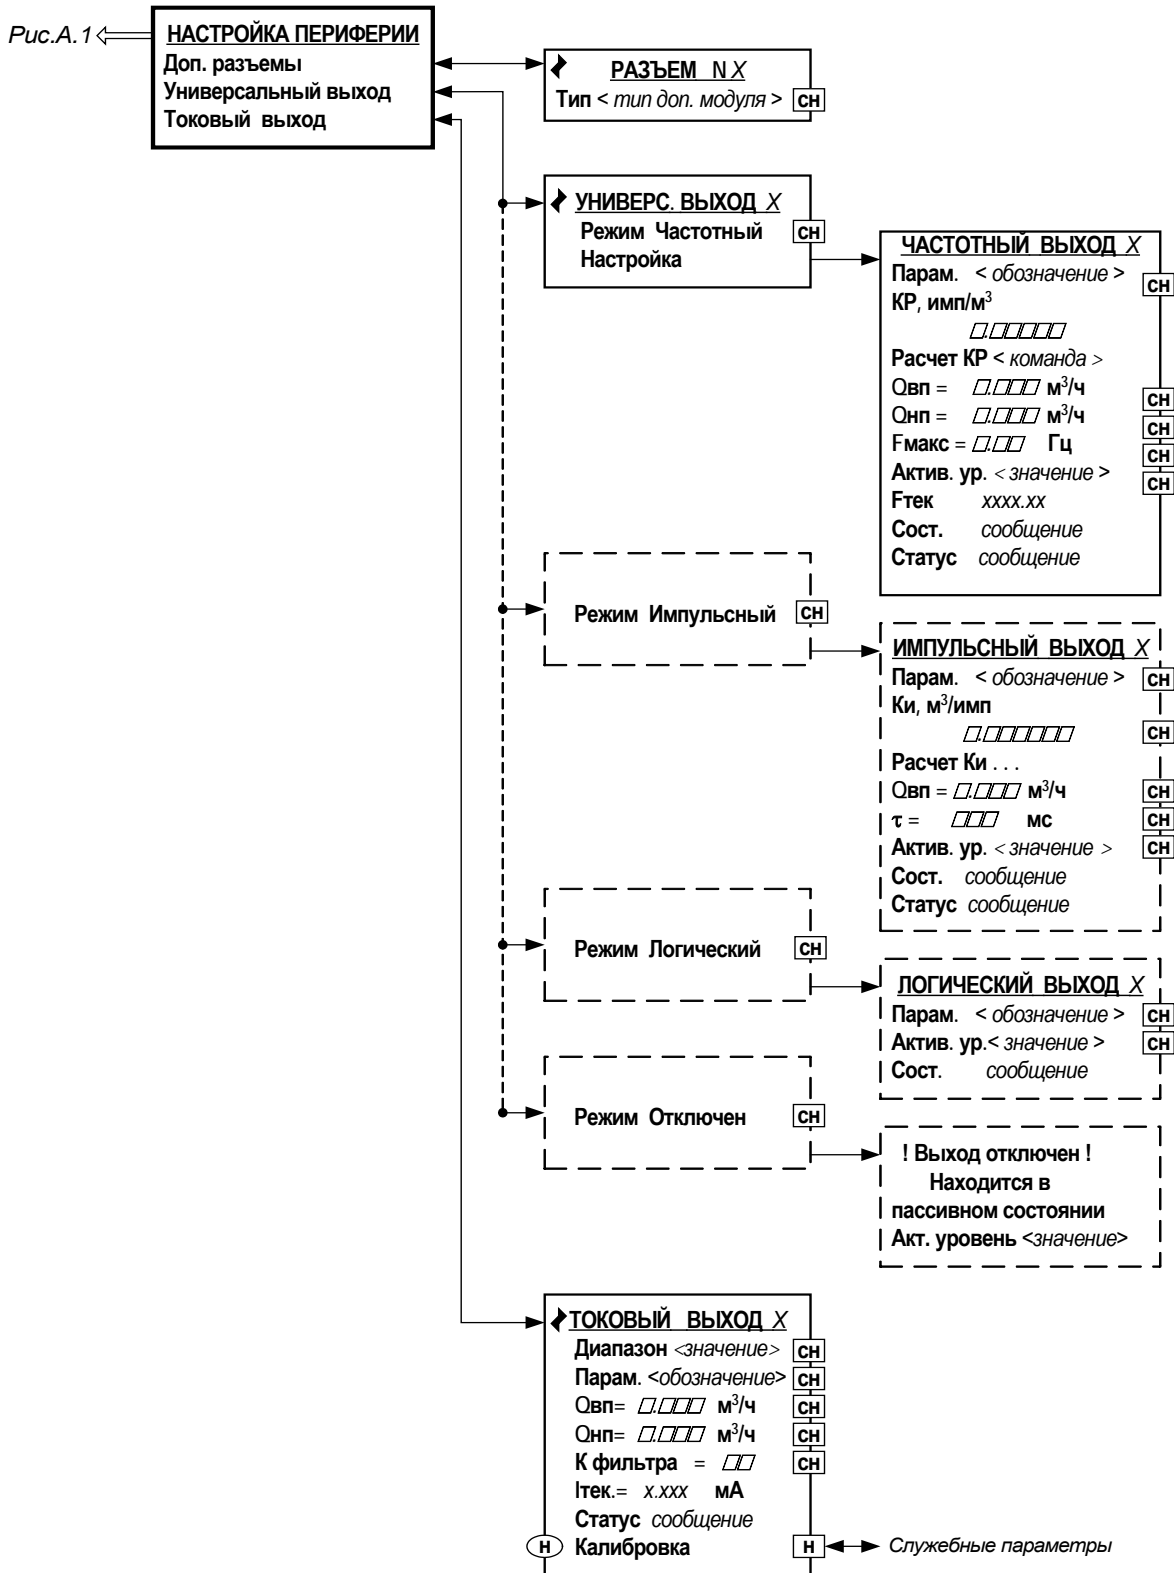 Рис.А.1
НАСТРОЙКА ПЕРИФЕРИИ
Доп. разъемы
Универсальный выход
Токовый выход
РАЗЪЕМ N X
Тип < тип доп. модуля > СН
УНИВЕРС. ВЫХОД X
Режим Частотный СН
Настройка
ЧАСТОТНЫЙ ВЫХОД X
Парам. < обозначение > СН
КР, имп/м³
▱.▱▱▱▱▱
Расчет КР < команда >
Qвп = ▱.▱▱▱ м³/ч СН
Qнп = ▱.▱▱▱ м³/ч СН
Fмакс = ▱.▱▱ Гц СН
Актив. ур. < значение > СН
Fтек xxxx.xx
Сост. сообщение
Статус сообщение
Режим Импульсный СН
ИМПУЛЬСНЫЙ ВЫХОД X
Парам. < обозначение > СН
Ки, м³/имп
▱.▱▱▱▱▱▱ СН
Расчет Ки . . .
Qвп = ▱.▱▱▱ м³/ч СН
τ = ▱▱▱ мс СН
Актив. ур. < значение > СН
Сост. сообщение
Статус сообщение
Режим Логический СН
ЛОГИЧЕСКИЙ ВЫХОД X
Парам. < обозначение > СН
Актив. ур.< значение > СН
Сост. сообщение
Режим Отключен СН
! Выход отключен !
Находится в
пассивном состоянии
Акт. уровень <значение>
ТОКОВЫЙ ВЫХОД X
Диапазон <значение> СН
Парам. <обозначение> СН
Qвп= ▱.▱▱▱ м³/ч СН
Qнп= ▱.▱▱▱ м³/ч СН
К фильтра = ▱▱ СН
Iтек.= x.xxx мА
Статус сообщение
Н Калибровка Н Служебные параметры